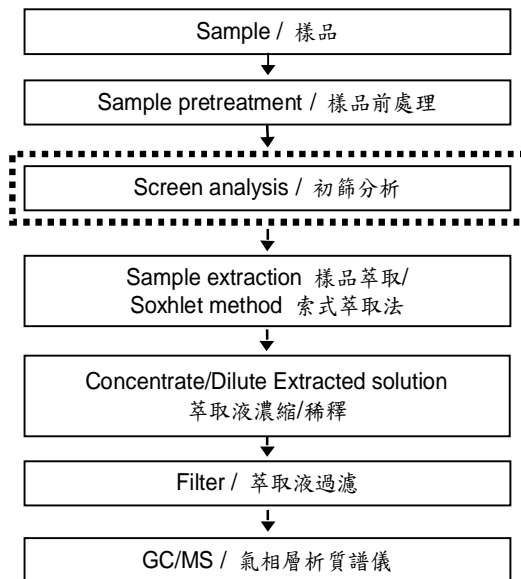 Sample / 樣品
Sample pretreatment / 樣品前處理
Screen analysis / 初篩分析
Sample extraction 樣品萃取/
Soxhlet method 索式萃取法
Concentrate/Dilute Extracted solution
萃取液濃縮/稀釋
Filter / 萃取液過濾
GC/MS / 氣相層析質譜儀